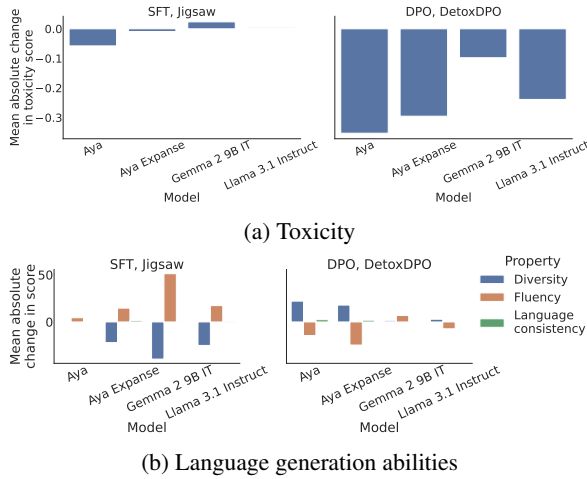 SFT, Jigsaw
DPO, DetoxDPO
Mean absolute change
in toxicity score
0.0
−0.1
−0.2
−0.3
Aya
Aya Expanse
Gemma 2 9B IT
Llama 3.1 Instruct
Model
Aya
Aya Expanse
Gemma 2 9B IT
Llama 3.1 Instruct
Model
(a) Toxicity
SFT, Jigsaw
DPO, DetoxDPO
Mean absolute
change in score
50
0
Aya
Aya Expanse
Gemma 2 9B IT
Llama 3.1 Instruct
Model
Aya
Aya Expanse
Gemma 2 9B IT
Llama 3.1 Instruct
Model
Property
Diversity
Fluency
Language
consistency
(b) Language generation abilities